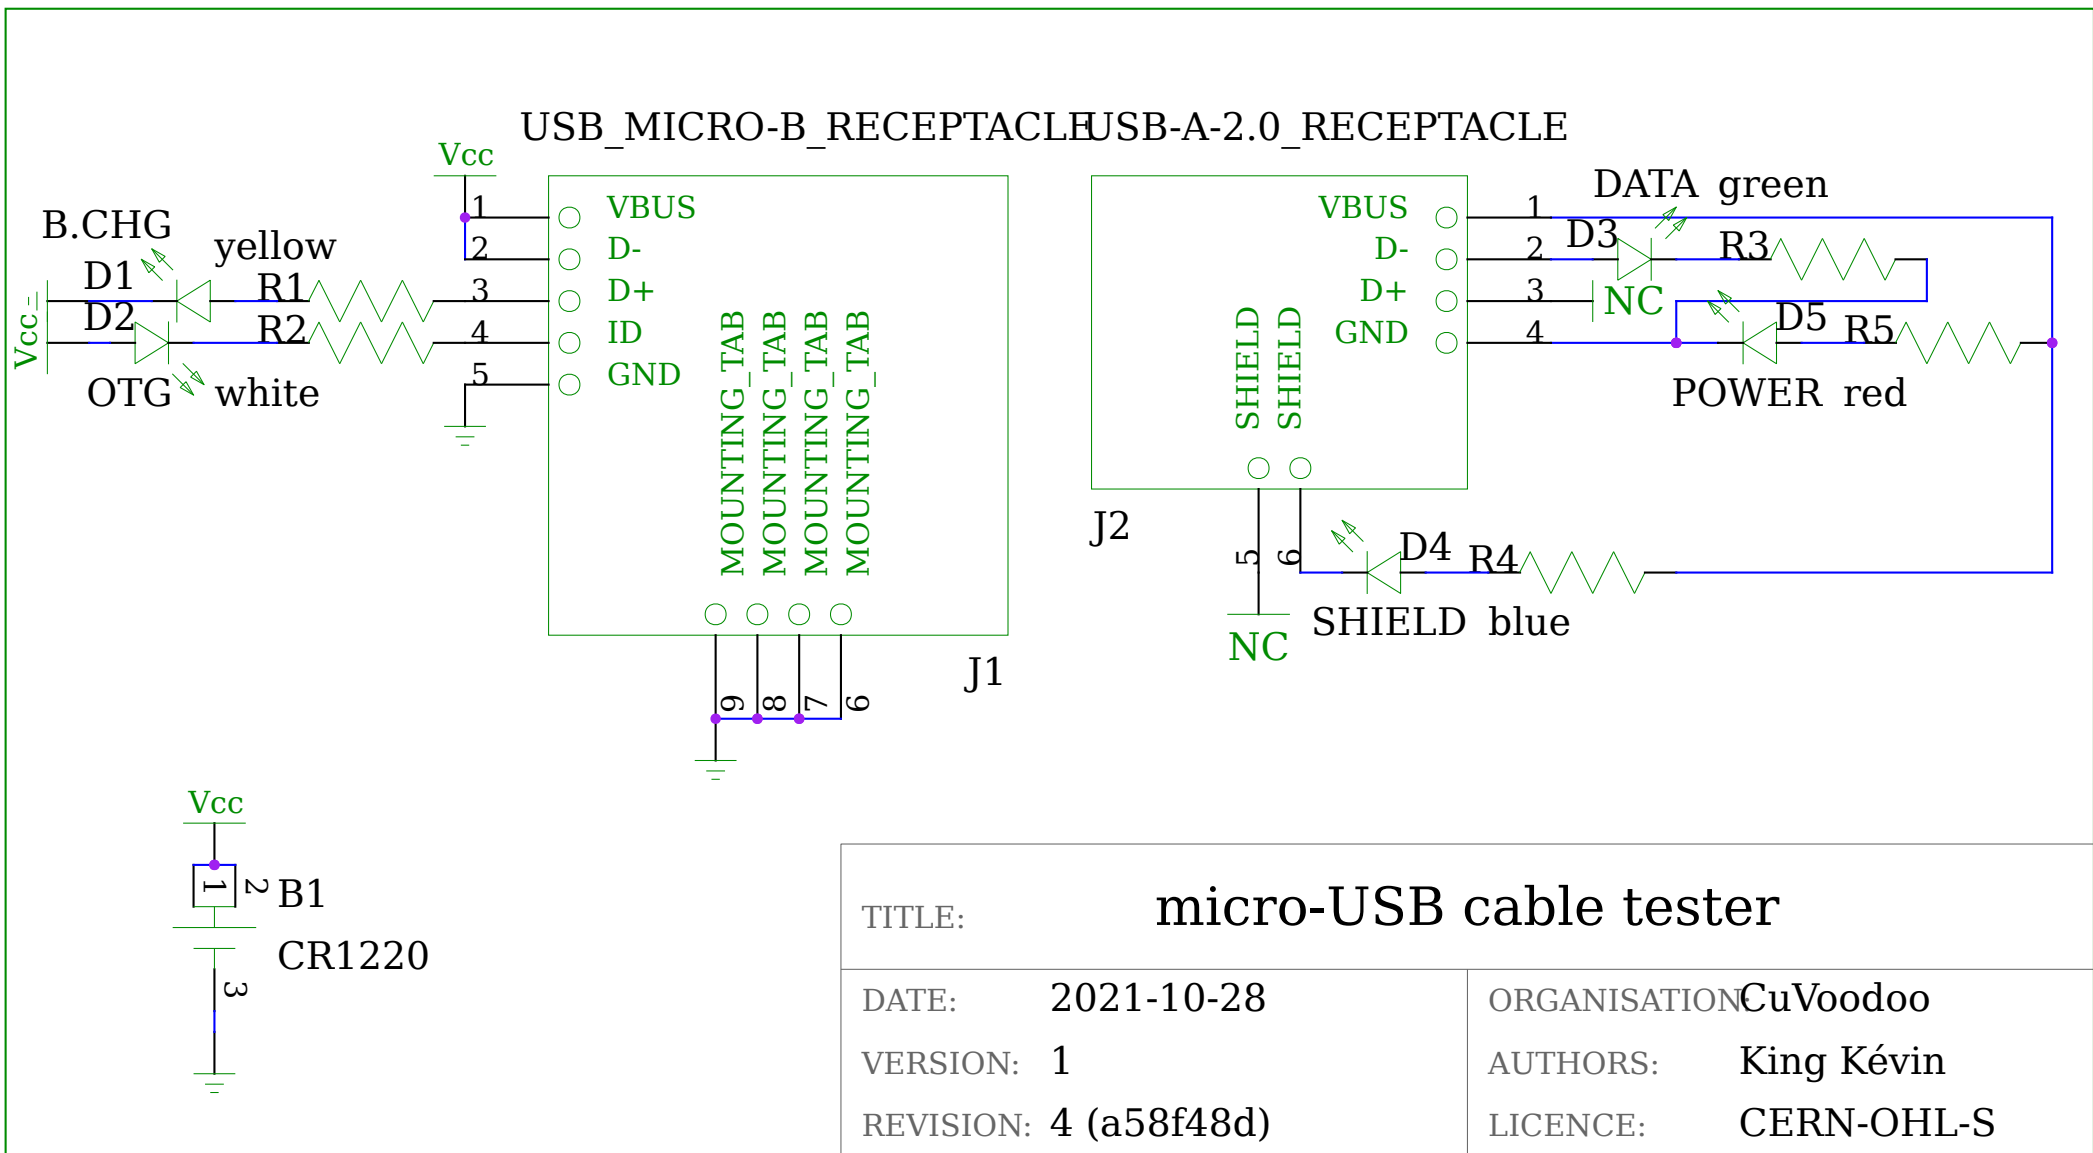 USB_MICRO-B_RECEPTACLE
USB-A-2.0_RECEPTACLE
Vcc
B.CHG
yellow
D1
R1
D2
R2
Vcc
OTG
white
1
VBUS
2
D-
3
D+
4
ID
5
GND
MOUNTING_TAB
MOUNTING_TAB
MOUNTING_TAB
MOUNTING_TAB
9
8
7
6
J1
VBUS
1
D-
2
D+
3
GND
4
DATA green
D3
R3
NC
D5
R5
POWER red
SHIELD
SHIELD
J2
5
6
D4
R4
SHIELD blue
NC
Vcc
1
2
B1
CR1220
3
TITLE: micro-USB cable tester
DATE: 2021-10-28
ORGANISATION: CuVoodoo
VERSION: 1
AUTHORS: King Kévin
REVISION: 4 (a58f48d)
LICENCE: CERN-OHL-S